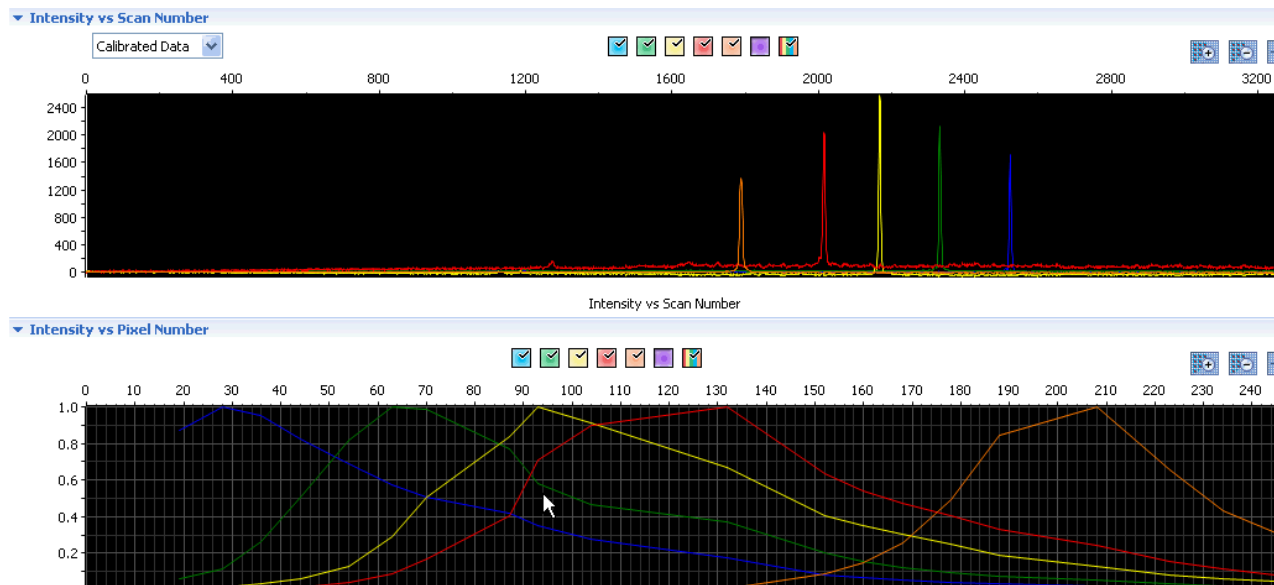 Intensity vs Scan Number
Calibrated Data
0 400 800 1200 1600 2000 2400 2800 3200
2400
2000
1600
1200
800
400
0
Intensity vs Scan Number
Intensity vs Pixel Number
0 10 20 30 40 50 60 70 80 90 100 110 120 130 140 150 160 170 180 190 200 210 220 230 240
1.0
0.8
0.6
0.4
0.2